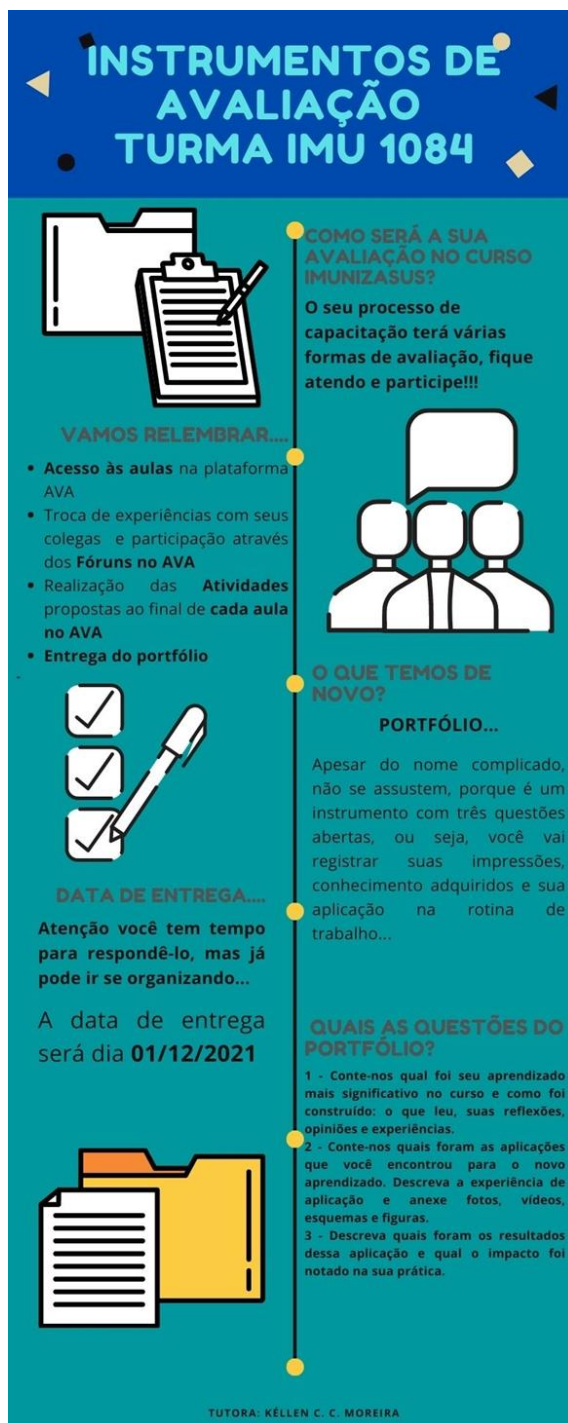 INSTRUMENTOS DE
AVALIAÇÃO
TURMA IMU 1084
COMO SERÁ A SUA
AVALIAÇÃO NO CURSO
IMUNIZASUS?
O seu processo de
capacitação terá várias
formas de avaliação, fique
atendo e participe!!!
VAMOS RELEMBRAR....
• Acesso às aulas na plataforma
AVA
• Troca de experiências com seus
colegas e participação através
dos Fóruns no AVA
• Realização das Atividades
propostas ao final de cada aula
no AVA
• Entrega do portfólio
-
O QUE TEMOS DE
NOVO?
PORTFÓLIO...
Apesar do nome complicado,
não se assustem, porque é um
instrumento com três questões
abertas, ou seja, você vai
registrar suas impressões,
conhecimento adquiridos e sua
aplicação na rotina de
trabalho...
DATA DE ENTREGA....
Atenção você tem tempo
para respondê-lo, mas já
pode ir se organizando...
A data de entrega
será dia 01/12/2021
QUAIS AS QUESTÕES DO
PORTFÓLIO?
1 - Conte-nos qual foi seu aprendizado
mais significativo no curso e como foi
construído: o que leu, suas reflexões,
opiniões e experiências.
2 - Conte-nos quais foram as aplicações
que você encontrou para o novo
aprendizado. Descreva a experiência de
aplicação e anexe fotos, vídeos,
esquemas e figuras.
3 - Descreva quais foram os resultados
dessa aplicação e qual o impacto foi
notado na sua prática.
TUTORA: KÉLLEN C. C. MOREIRA